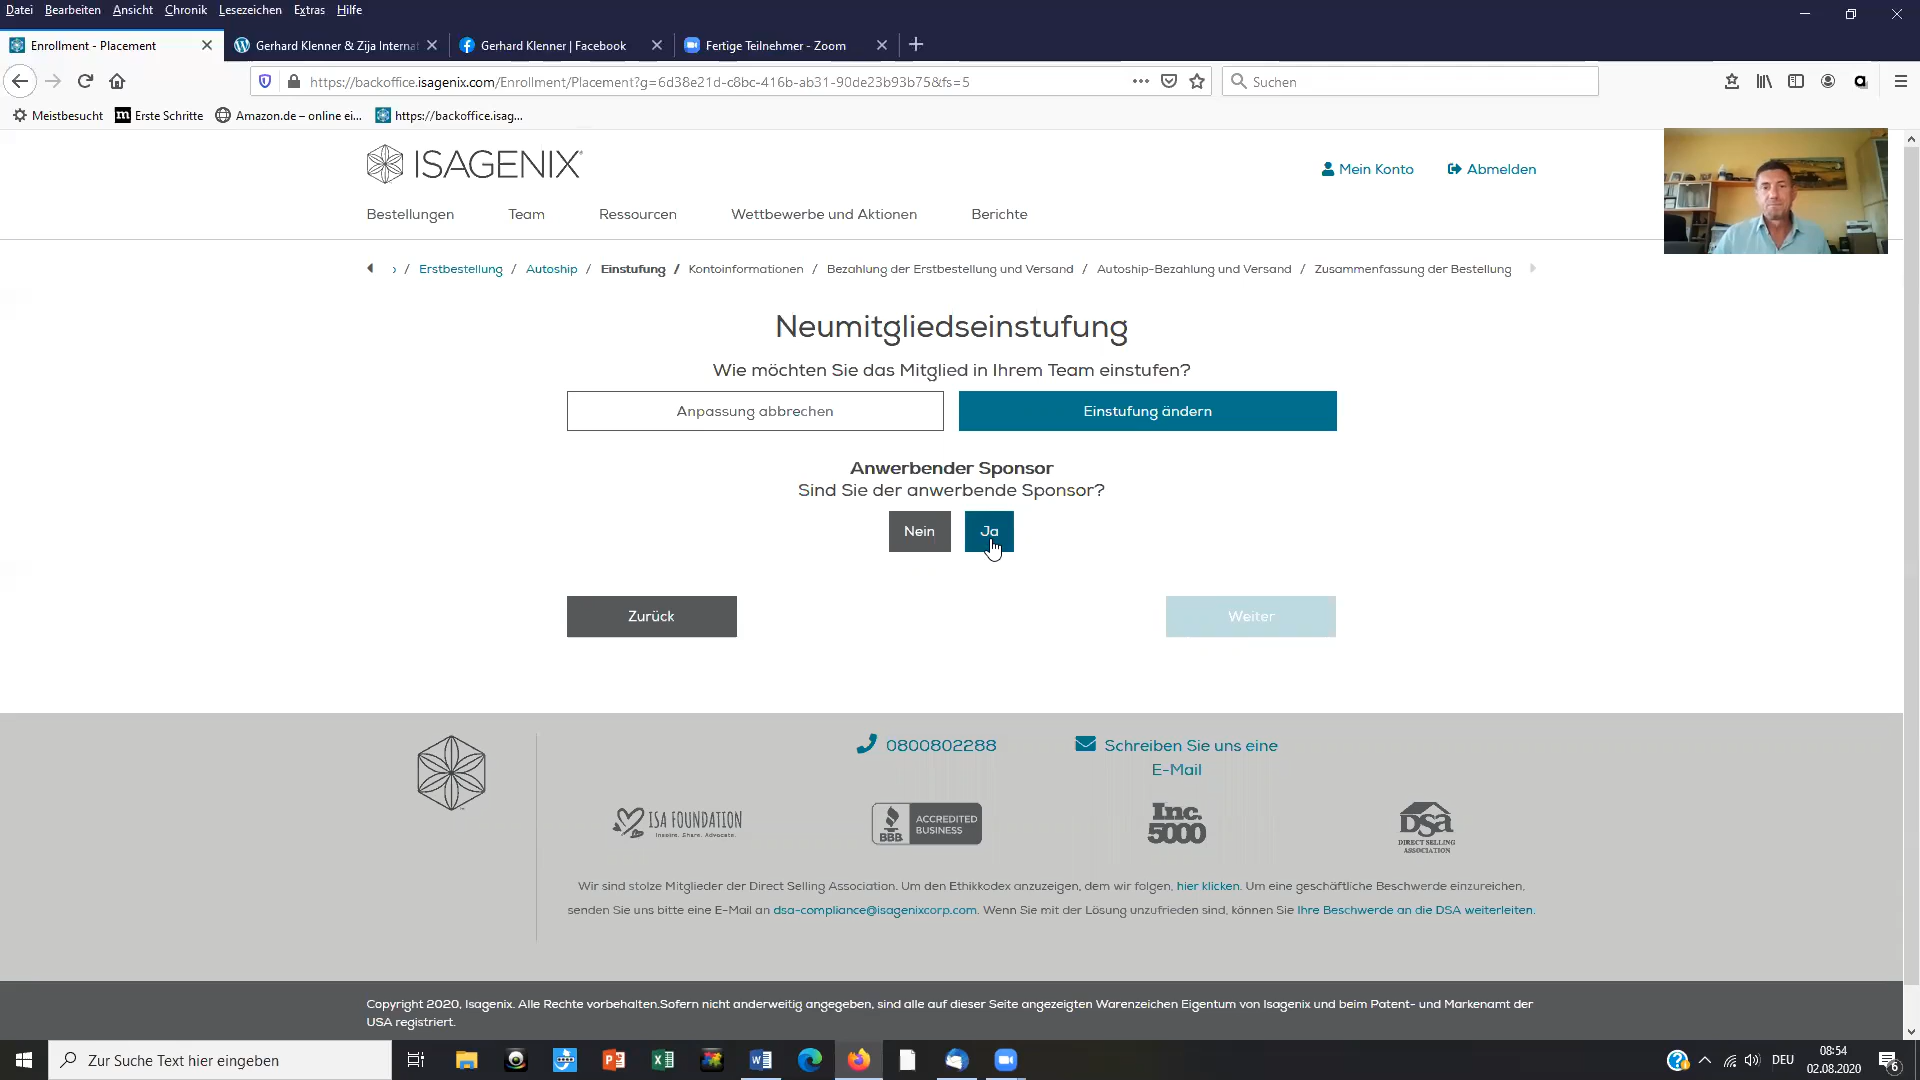 Datei Bearbeiten Ansicht Chronik Lesezeichen Extras Hilfe
Enrollment - Placement
Gerhard Klenner & Zija Internat
Gerhard Klenner | Facebook
Fertige Teilnehmer - Zoom
https://backoffice.isagenix.com/Enrollment/Placement?g=6d38e21d-c8bc-416b-ab31-90de23b93b75&fs=5
Suchen
Meistbesucht
Erste Schritte
Amazon.de – online ei...
https://backoffice.isag...
ISAGENIX
Mein Konto
Abmelden
Bestellungen Team Ressourcen Wettbewerbe und Aktionen Berichte
/ Erstbestellung / Autoship / Einstufung / Kontoinformationen / Bezahlung der Erstbestellung und Versand / Autoship-Bezahlung und Versand / Zusammenfassung der Bestellung
Neumitgliedseinstufung
Wie möchten Sie das Mitglied in Ihrem Team einstufen?
Anpassung abbrechen
Einstufung ändern
Anwerbender Sponsor
Sind Sie der anwerbende Sponsor?
Nein
Ja
Zurück
Weiter
0800802288
Schreiben Sie uns eine
E-Mail
ISA FOUNDATION
Inspire. Share. Advocate.
BBB
ACCREDITED
BUSINESS
Inc.
5000
DSA
DIRECT SELLING
ASSOCIATION
Wir sind stolze Mitglieder der Direct Selling Association. Um den Ethikkodex anzuzeigen, dem wir folgen, hier klicken. Um eine geschäftliche Beschwerde einzureichen,
senden Sie uns bitte eine E-Mail an dsa-compliance@isagenixcorp.com. Wenn Sie mit der Lösung unzufrieden sind, können Sie Ihre Beschwerde an die DSA weiterleiten.
Copyright 2020, Isagenix. Alle Rechte vorbehalten.Sofern nicht anderweitig angegeben, sind alle auf dieser Seite angezeigten Warenzeichen Eigentum von Isagenix und beim Patent- und Markenamt der
USA registriert.
Zur Suche Text hier eingeben
DEU
08:54
02.08.2020
6